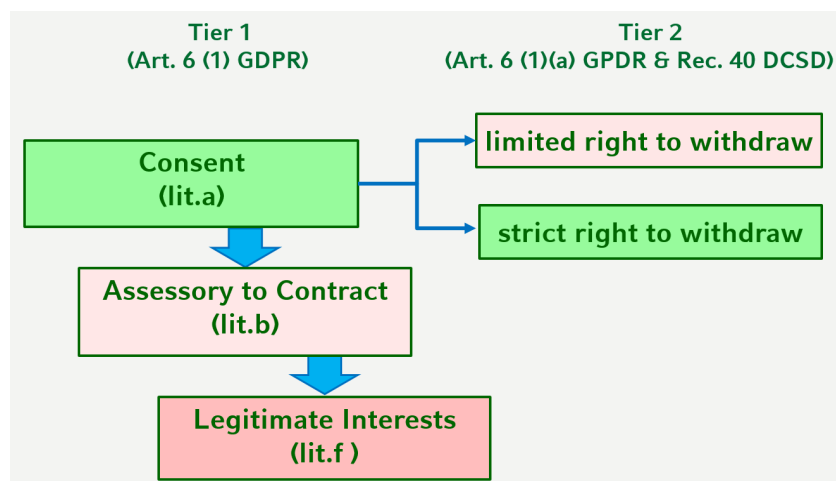 Tier 1
(Art. 6 (1) GDPR)
Tier 2
(Art. 6 (1)(a) GPDR & Rec. 40 DCSD)
Consent
(lit.a)
limited right to withdraw
strict right to withdraw
Assessory to Contract
(lit.b)
Legitimate Interests
(lit.f )